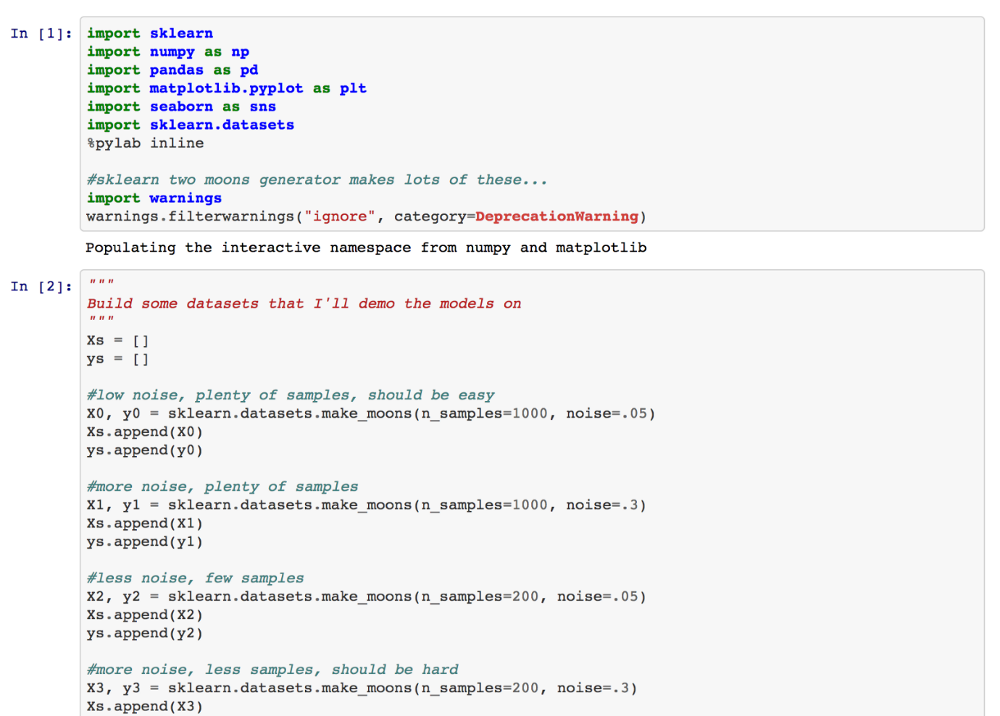 In [1]:
import sklearn
import numpy as np
import pandas as pd
import matplotlib.pyplot as plt
import seaborn as sns
import sklearn.datasets
%pylab inline
#sklearn two moons generator makes lots of these...
import warnings
warnings.filterwarnings("ignore", category=DeprecationWarning)
Populating the interactive namespace from numpy and matplotlib
In [2]:
"""
Build some datasets that I'll demo the models on
"""
Xs = []
ys = []
#low noise, plenty of samples, should be easy
X0, y0 = sklearn.datasets.make_moons(n_samples=1000, noise=.05)
Xs.append(X0)
ys.append(y0)
#more noise, plenty of samples
X1, y1 = sklearn.datasets.make_moons(n_samples=1000, noise=.3)
Xs.append(X1)
ys.append(y1)
#less noise, few samples
X2, y2 = sklearn.datasets.make_moons(n_samples=200, noise=.05)
Xs.append(X2)
ys.append(y2)
#more noise, less samples, should be hard
X3, y3 = sklearn.datasets.make_moons(n_samples=200, noise=.3)
Xs.append(X3)